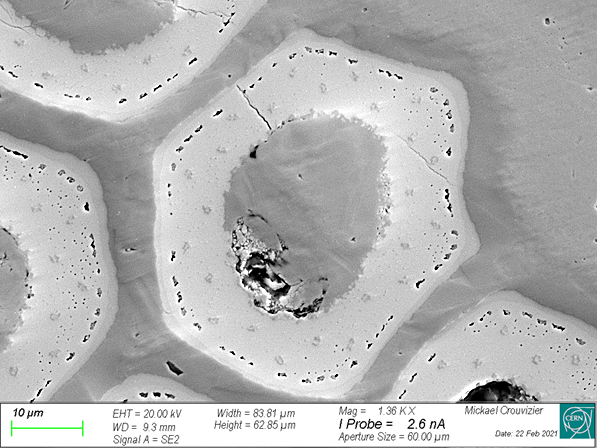 10 µm
EHT = 20.00 kV
WD = 9.3 mm
Signal A = SE2
Width = 83.81 µm
Height = 62.85 µm
Mag = 1.36 K X
I Probe = 2.6 nA
Aperture Size = 60.00 µm
Mickael Crouvizier
Date: 22 Feb 2021
CERN